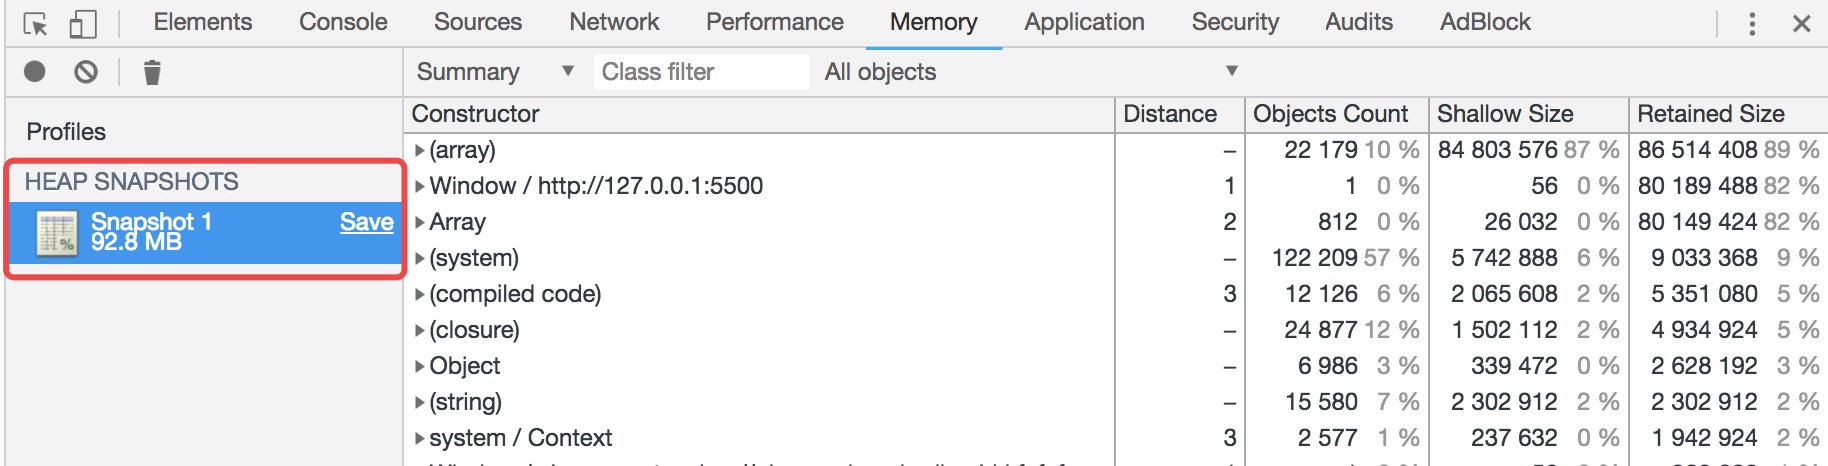 Elements Console Sources Network Performance Memory Application Security Audits AdBlock
Summary Class filter All objects
Profiles
HEAP SNAPSHOTS
Snapshot 1 Save
92.8 MB
Constructor Distance Objects Count Shallow Size Retained Size
(array) – 22 179 10 % 84 803 576 87 % 86 514 408 89 %
Window / http://127.0.0.1:5500 1 1 0 % 56 0 % 80 189 488 82 %
Array 2 812 0 % 26 032 0 % 80 149 424 82 %
(system) – 122 209 57 % 5 742 888 6 % 9 033 368 9 %
(compiled code) 3 12 126 6 % 2 065 608 2 % 5 351 080 5 %
(closure) – 24 877 12 % 1 502 112 2 % 4 934 924 5 %
Object – 6 986 3 % 339 472 0 % 2 628 192 3 %
(string) – 15 580 7 % 2 302 912 2 % 2 302 912 2 %
system / Context 3 2 577 1 % 237 632 0 % 1 942 924 2 %